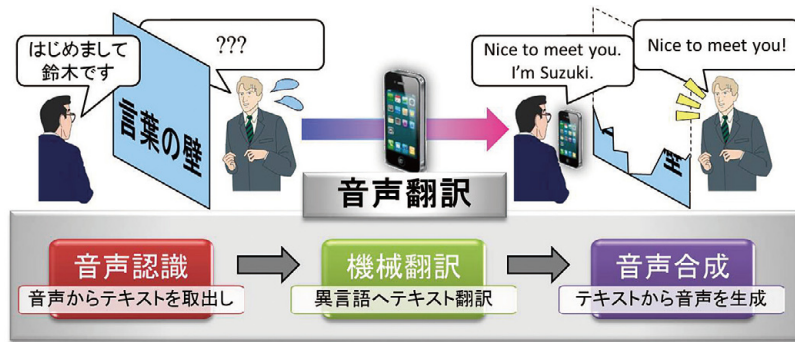 はじめまして
鈴木です
???
言葉の壁
Nice to meet you.
I'm Suzuki.
Nice to meet you!
壁
音声翻訳
音声認識
音声からテキストを取出し
機械翻訳
異言語へテキスト翻訳
音声合成
テキストから音声を生成